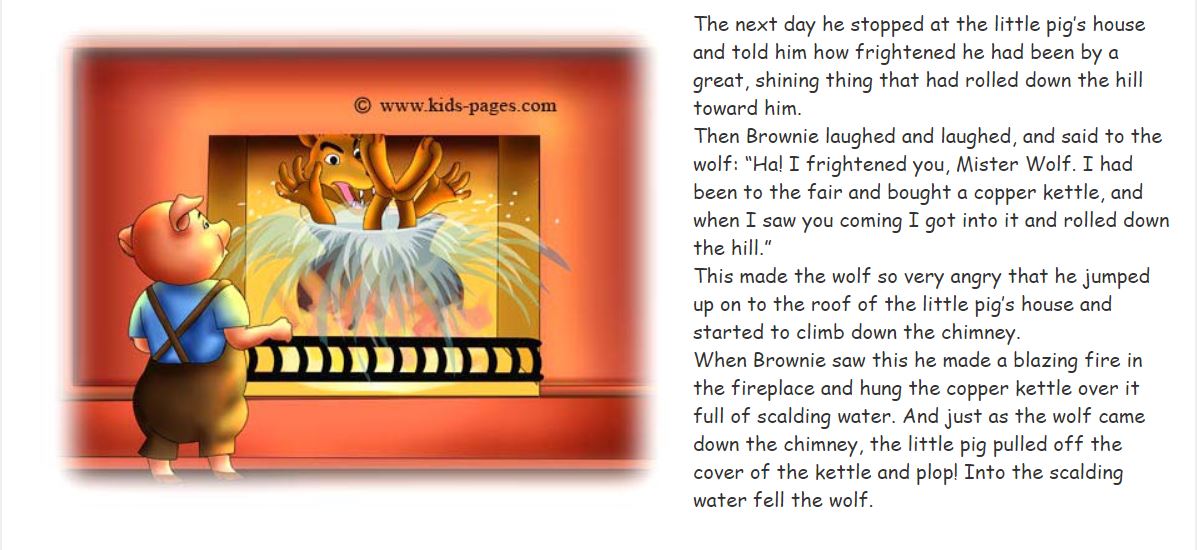 © www.kids-pages.com
The next day he stopped at the little pig’s house
and told him how frightened he had been by a
great, shining thing that had rolled down the hill
toward him.
Then Brownie laughed and laughed, and said to the
wolf: “Ha! I frightened you, Mister Wolf. I had
been to the fair and bought a copper kettle, and
when I saw you coming I got into it and rolled down
the hill.”
This made the wolf so very angry that he jumped
up on to the roof of the little pig’s house and
started to climb down the chimney.
When Brownie saw this he made a blazing fire in
the fireplace and hung the copper kettle over it
full of scalding water. And just as the wolf came
down the chimney, the little pig pulled off the
cover of the kettle and plop! Into the scalding
water fell the wolf.